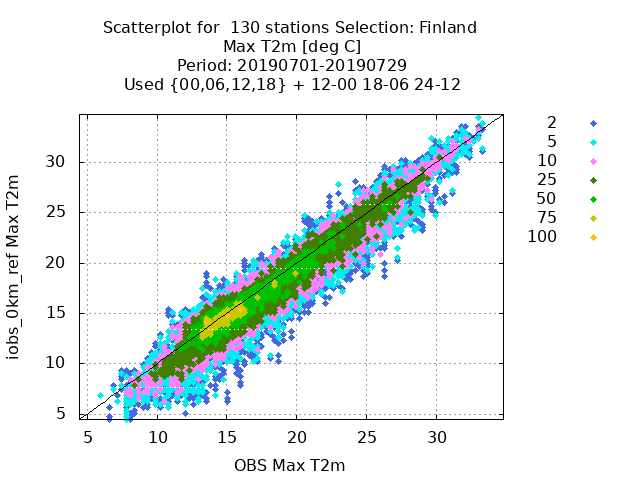 Scatterplot for  130 stations Selection: Finland
Max T2m [deg C]
Period: 20190701-20190729
Used {00,06,12,18} + 12-00 18-06 24-12
iobs_0km_ref Max T2m
30
25
20
15
10
5
5 10 15 20 25 30
OBS Max T2m
2
5
10
25
50
75
100